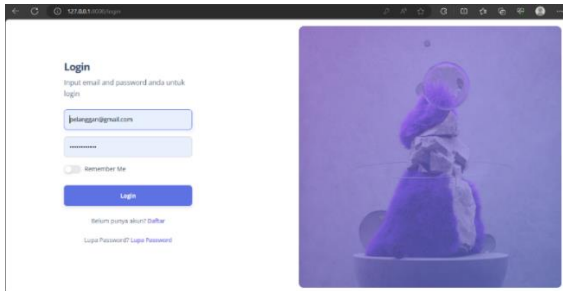 127.0.0.1:8000/login
Login
Input email and password anda untuk
login
pelanggan@gmail.com
••••••••••••
Remember Me
Login
Belum punya akun? Daftar
Lupa Password? Lupa Password